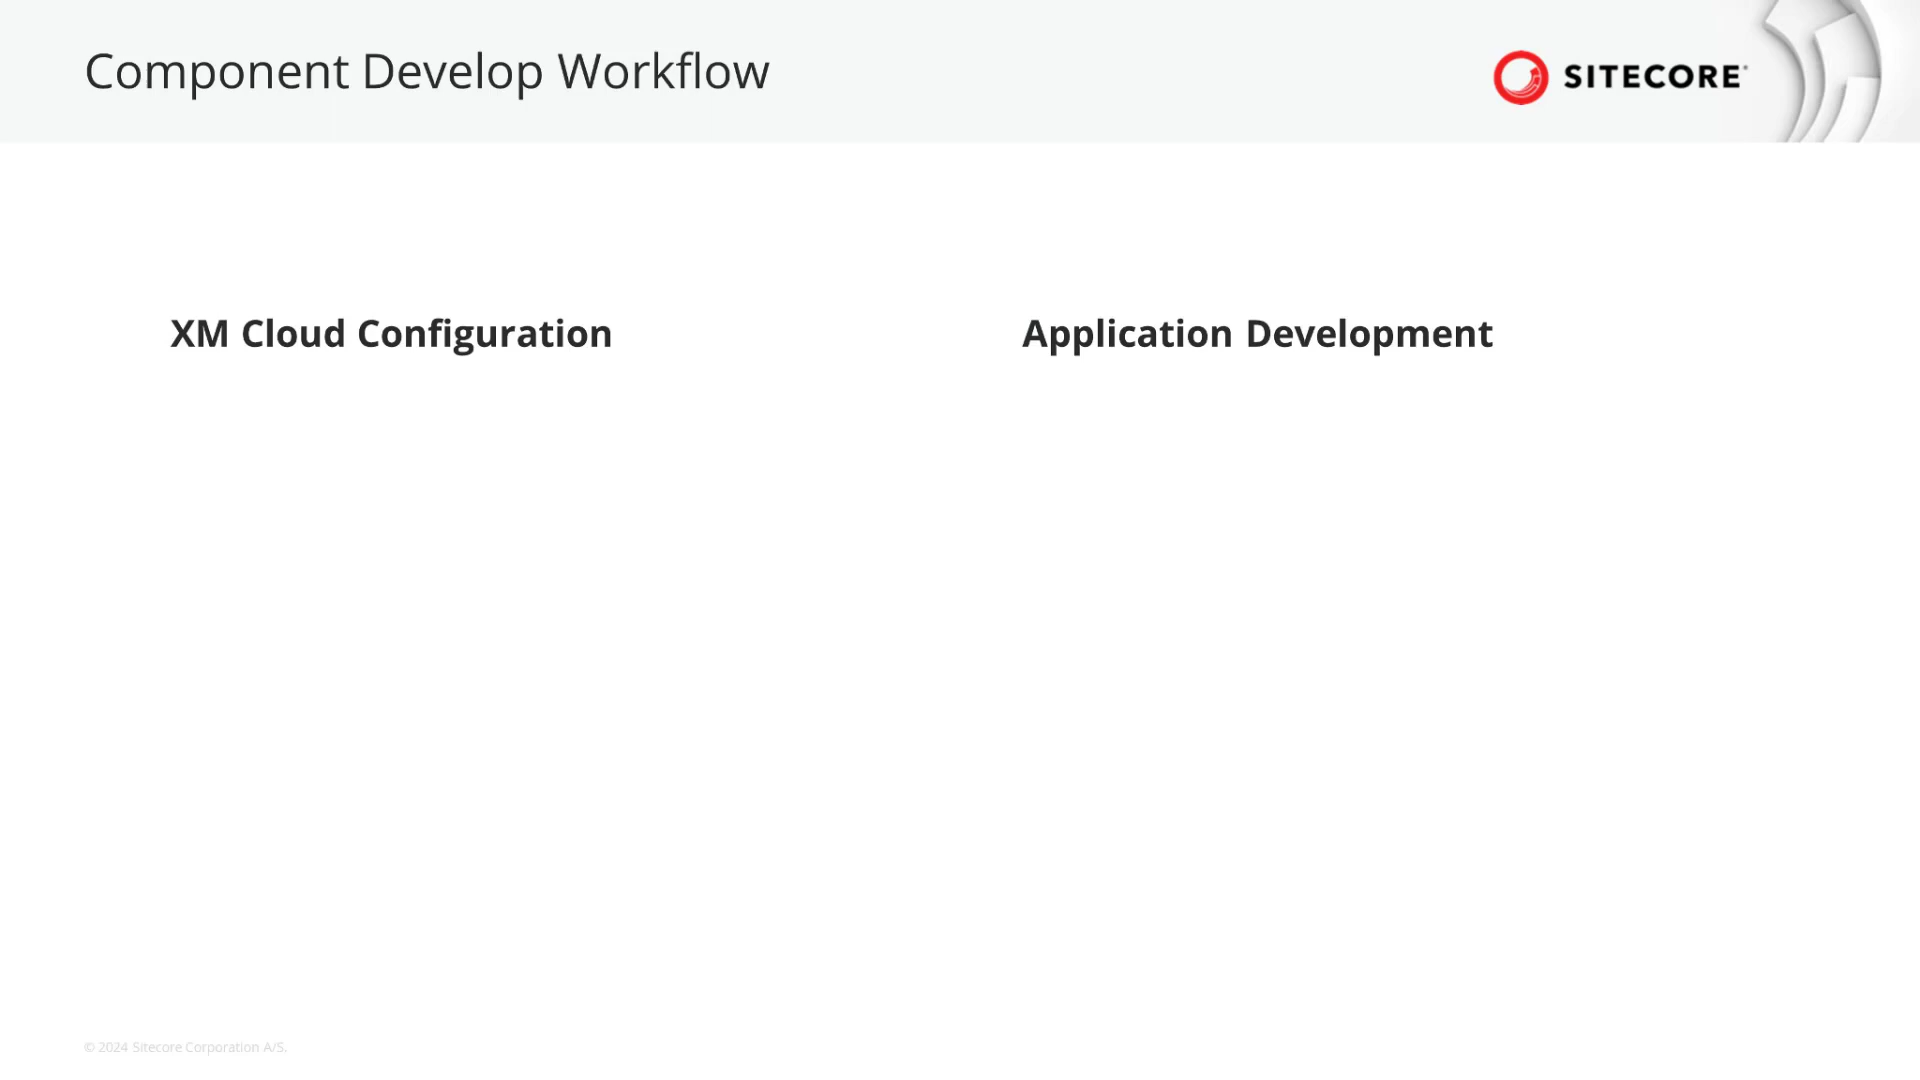 Component Develop Workflow
SITECORE
XM Cloud Configuration
Application Development
© 2024 Sitecore Corporation A/S.